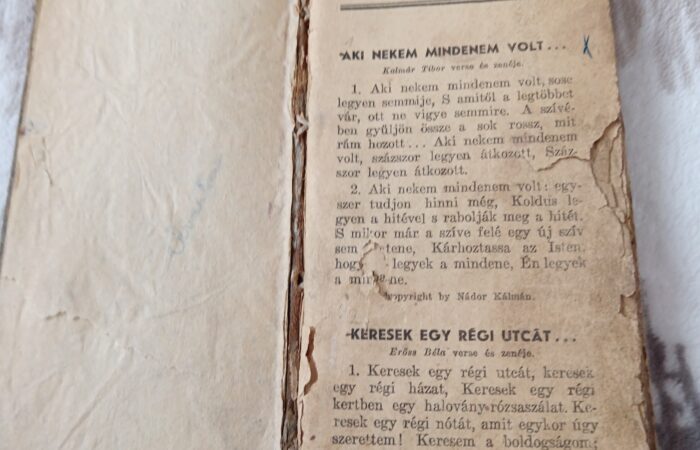 AKI NEKEM MINDENEM VOLT...
Kalmár Tibor verse és zenéje.
1. Aki nekem mindenem volt, sose
legyen semmije, S amitől a legtöbbet
vár, ott ne vigye semmire. A szívé-
ben gyűljön össze a sok rossz, mit
rám hozott... Aki nekem mindenem
volt, százszor legyen átkozott, Száz-
szor legyen átkozott.
2. Aki nekem mindenem volt: egy-
szer tudjon hinni még, Koldus le-
gyen a hitével s rabolják meg a hitét.
S mikor már a szíve felé egy új szív
sem Kárhoztassa az Isten,
hogy legyek a mindene, Én legyek
a
copyright by Nádor Kálmán.
KERESEK EGY RÉGI UTCÁT...
Erőss Béla verse és zenéje.
1. Keresek egy régi utcát, keresek
egy régi házat, Keresek egy régi
kertben egy halovány rózsaszálat. Ke-
resek egy régi nótát, amit egykor úgy
szerettem! Keresem a boldogságom;